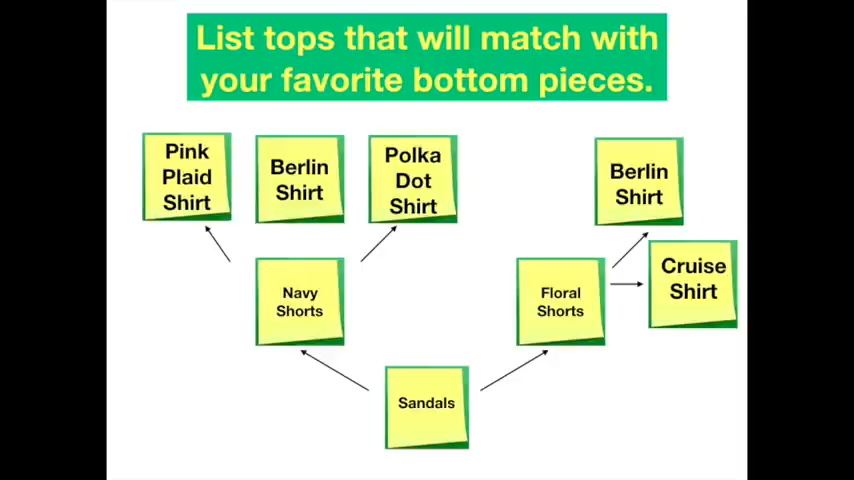 List tops that will match with
your favorite bottom pieces.
Pink
Plaid
Shirt
Berlin
Shirt
Polka
Dot
Shirt
Berlin
Shirt
Cruise
Shirt
Navy
Shorts
Floral
Shorts
Sandals